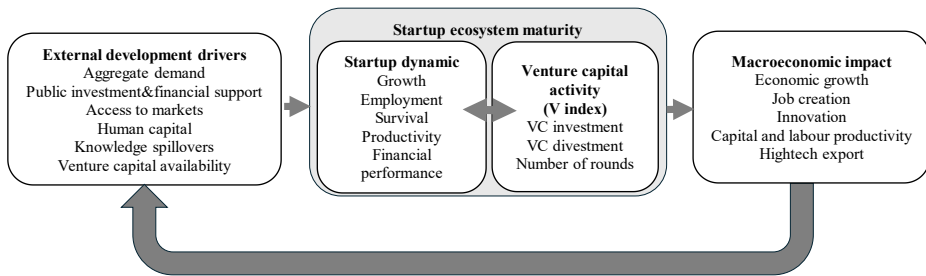 Startup ecosystem maturity
External development drivers
Aggregate demand
Public investment&financial support
Access to markets
Human capital
Knowledge spillovers
Venture capital availability
Startup dynamic
Growth
Employment
Survival
Productivity
Financial
performance
Venture capital
activity
(V index)
VC investment
VC divestment
Number of rounds
Macroeconomic impact
Economic growth
Job creation
Innovation
Capital and labour productivity
Hightech export